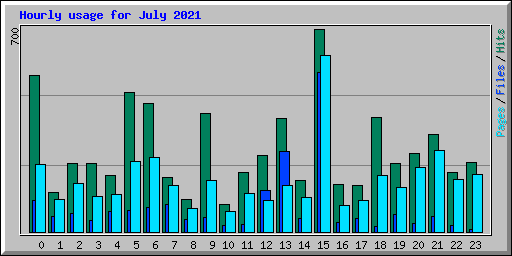 Hourly usage for July 2021
700
Pages/Files/Hits
0 1 2 3 4 5 6 7 8 9 10 11 12 13 14 15 16 17 18 19 20 21 22 23